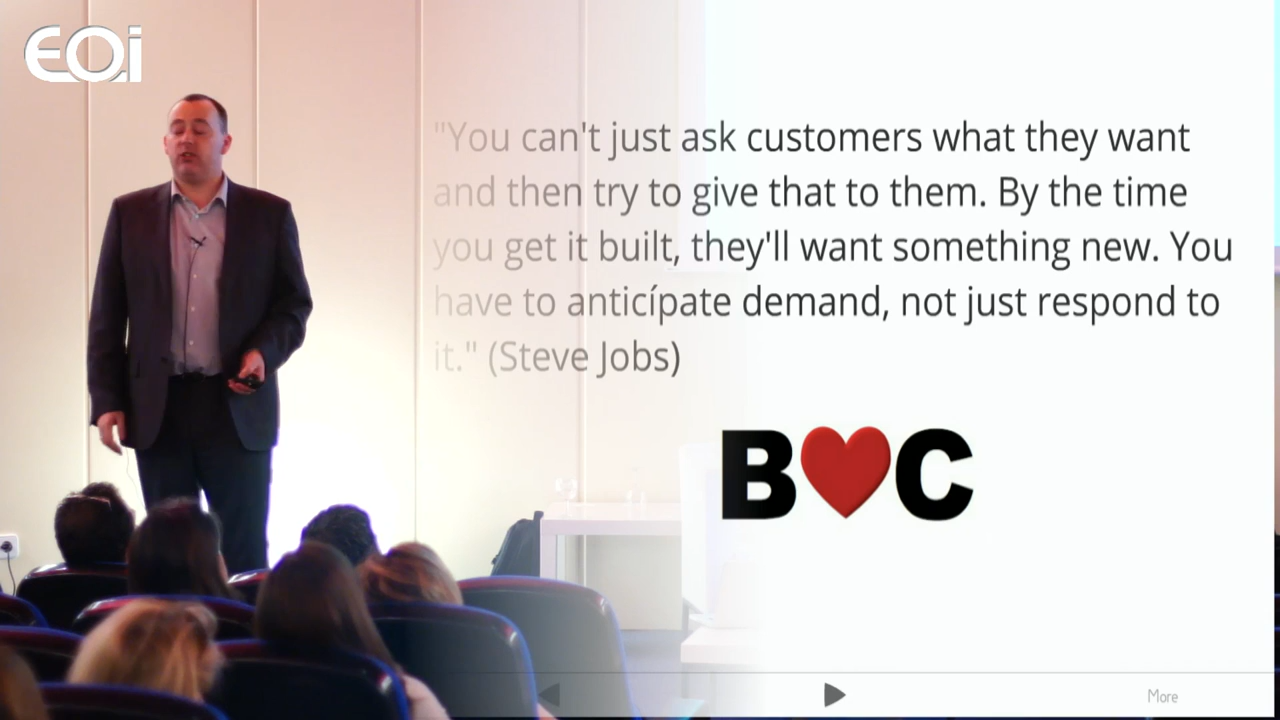 EOi
"You can't just ask customers what they want
and then try to give that to them. By the time
you get it built, they'll want something new. You
have to anticípate demand, not just respond to
it." (Steve Jobs)
B❤C
More